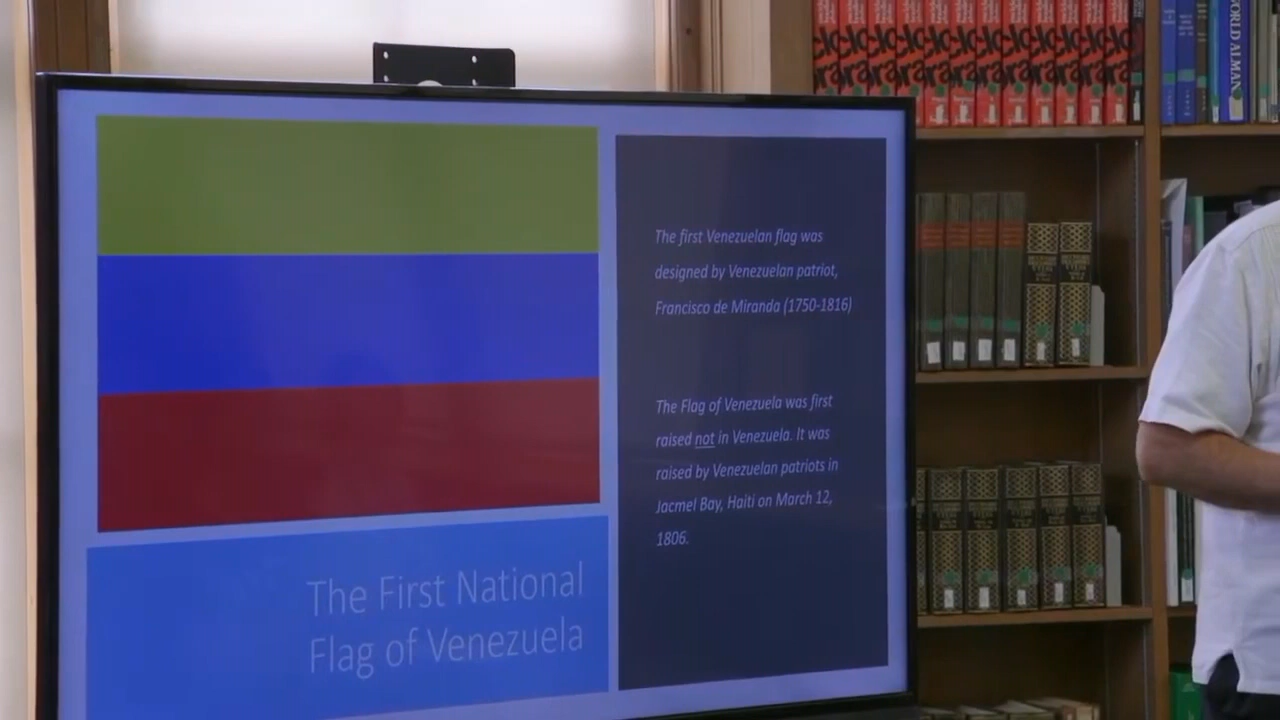 The first Venezuelan flag was
designed by Venezuelan patriot,
Francisco de Miranda (1750-1816)
The Flag of Venezuela was first
raised not in Venezuela. It was
raised by Venezuelan patriots in
Jacmel Bay, Haiti on March 12,
1806.
The First National
Flag of Venezuela
WORLD ALMAN